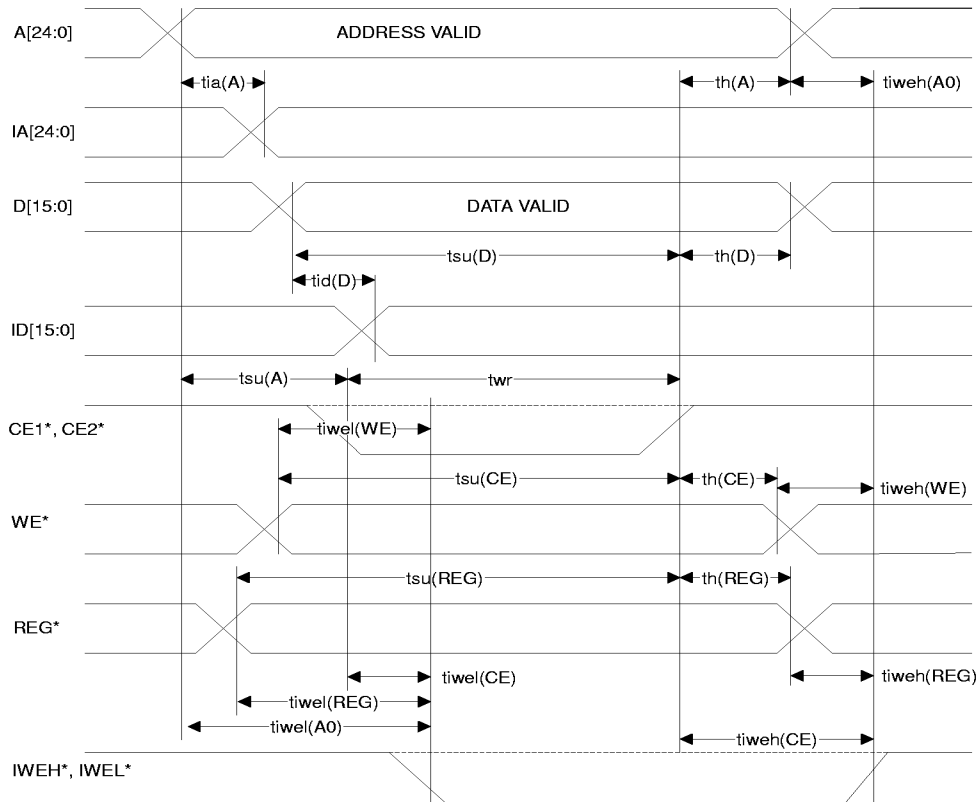 A[24:0]
ADDRESS VALID
tia(A)
th(A)
tiweh(A0)
IA[24:0]
D[15:0]
DATA VALID
tsu(D)
th(D)
tid(D)
ID[15:0]
tsu(A)
twr
CE1*, CE2*
tiwel(WE)
tsu(CE)
th(CE)
tiweh(WE)
WE*
tsu(REG)
th(REG)
REG*
tiwel(CE)
tiweh(REG)
tiwel(REG)
tiwel(A0)
tiweh(CE)
IWEH*, IWEL*